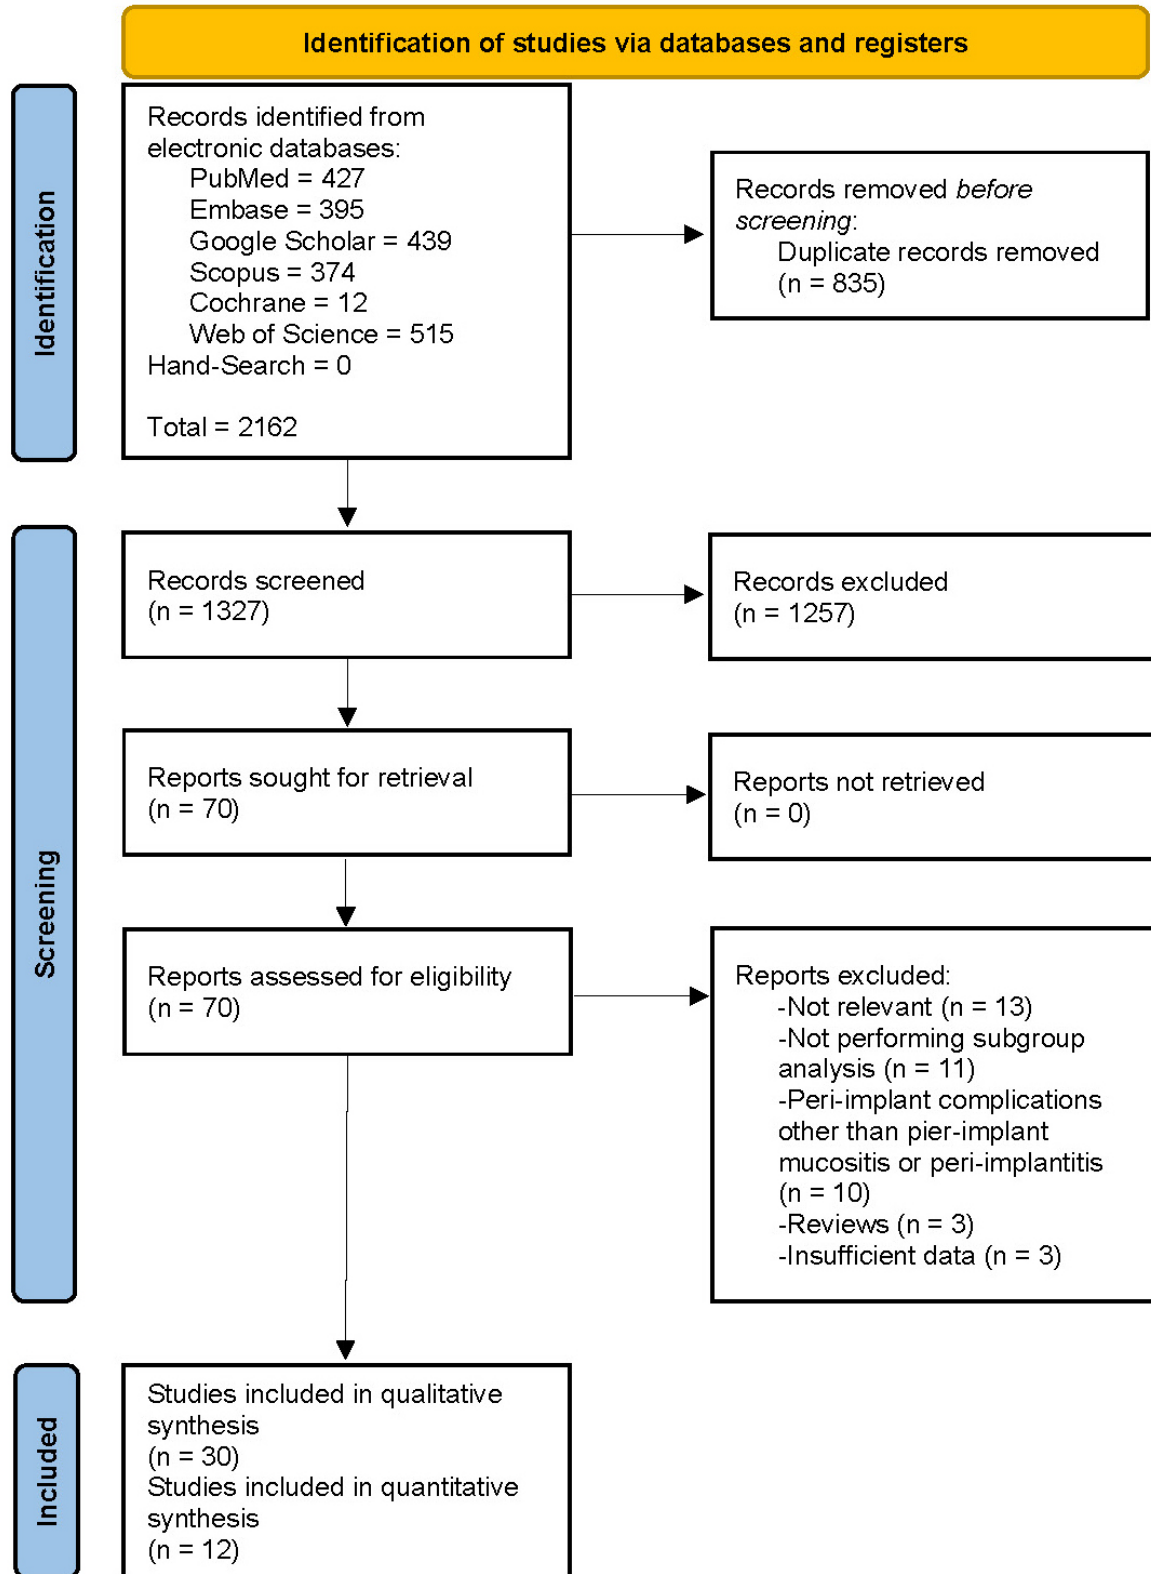 Identification of studies via databases and registers
Identification
Records identified from
electronic databases:
PubMed = 427
Embase = 395
Google Scholar = 439
Scopus = 374
Cochrane = 12
Web of Science = 515
Hand-Search = 0
Total = 2162
Records removed before
screening:
Duplicate records removed
(n = 835)
Screening
Records screened
(n = 1327)
Records excluded
(n = 1257)
Reports sought for retrieval
(n = 70)
Reports not retrieved
(n = 0)
Reports assessed for eligibility
(n = 70)
Reports excluded:
-Not relevant (n = 13)
-Not performing subgroup
analysis (n = 11)
-Peri-implant complications
other than pier-implant
mucositis or peri-implantitis
(n = 10)
-Reviews (n = 3)
-Insufficient data (n = 3)
Included
Studies included in qualitative
synthesis
(n = 30)
Studies included in quantitative
synthesis
(n = 12)